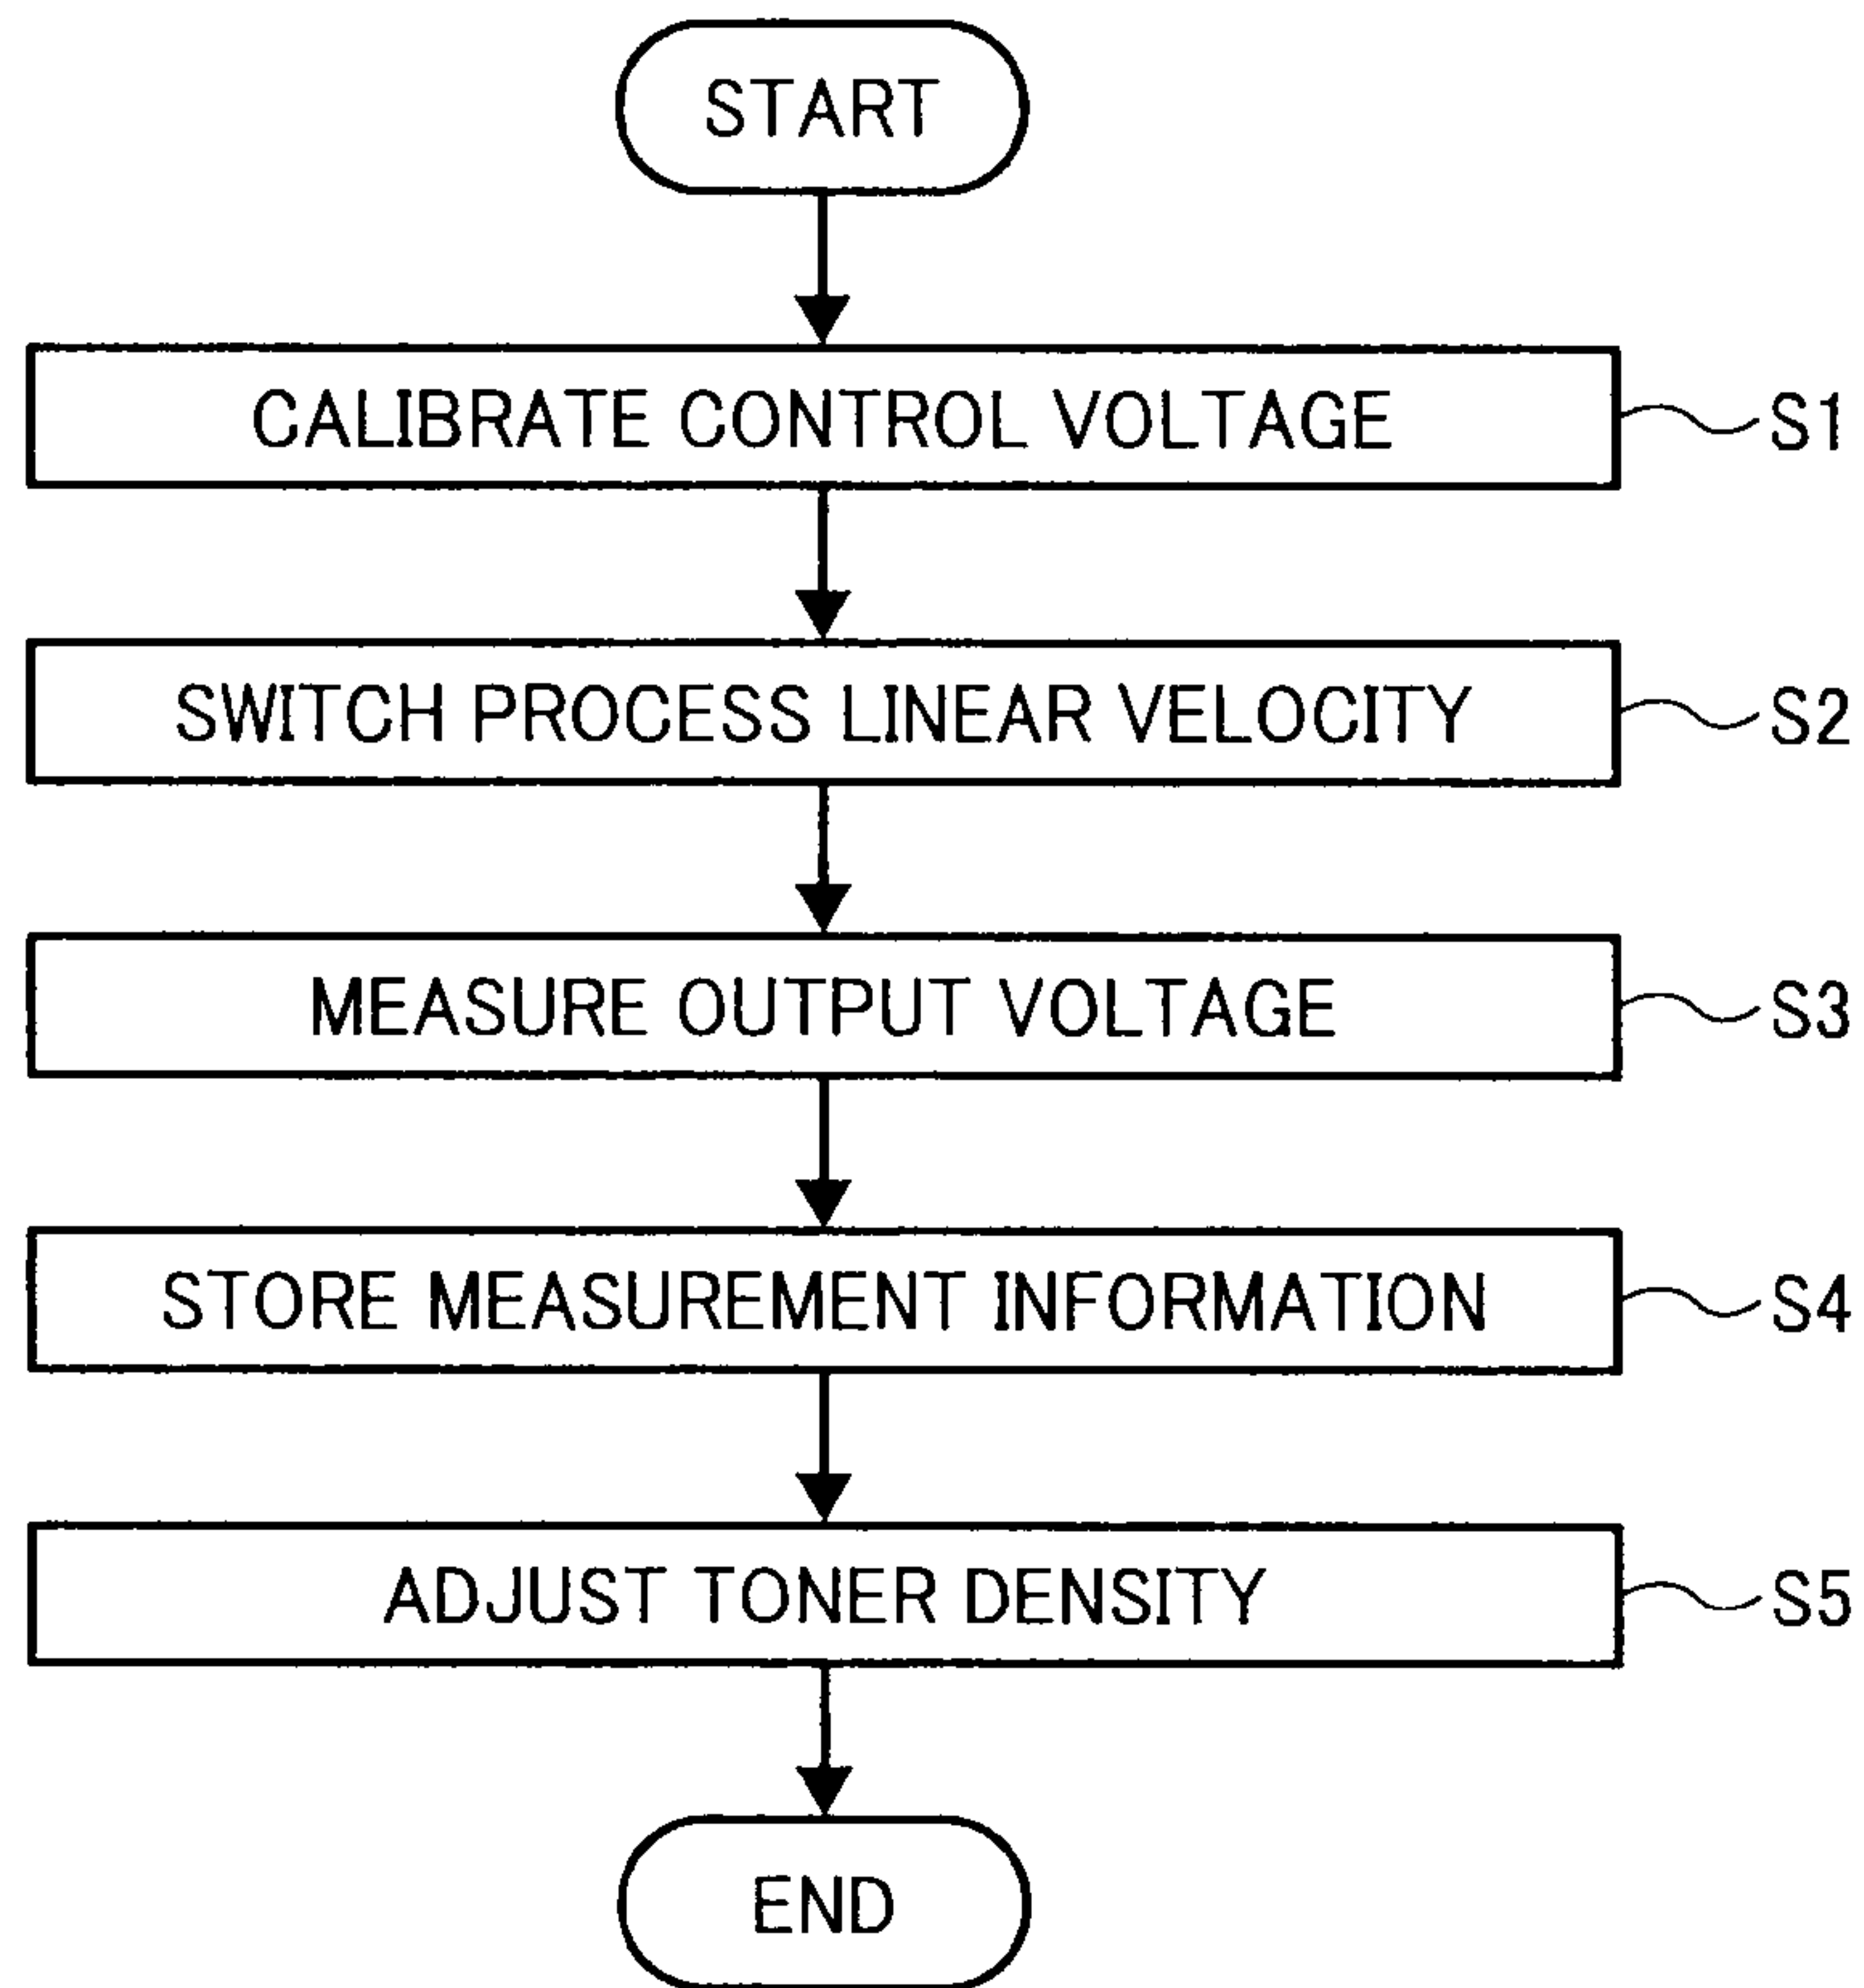 START
CALIBRATE CONTROL VOLTAGE S1
SWITCH PROCESS LINEAR VELOCITY S2
MEASURE OUTPUT VOLTAGE S3
STORE MEASUREMENT INFORMATION S4
ADJUST TONER DENSITY S5
END